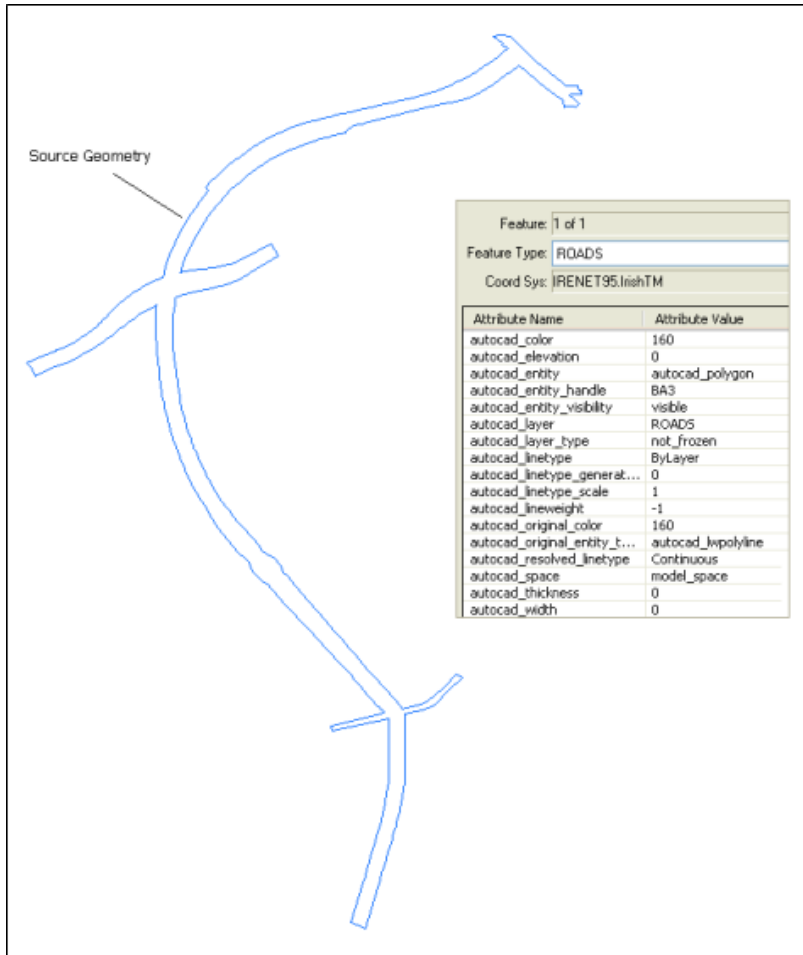 Source Geometry
Feature: 1 of 1
Feature Type: ROADS
Coord Sys: IRENET95.IrishTM
Attribute Name Attribute Value
autocad_color 160
autocad_elevation 0
autocad_entity autocad_polygon
autocad_entity_handle BA3
autocad_entity_visibility visible
autocad_layer ROADS
autocad_layer_type not_frozen
autocad_linetype ByLayer
autocad_linetype_generat... 0
autocad_linetype_scale 1
autocad_lineweight -1
autocad_original_color 160
autocad_original_entity_t... autocad_lwpolyline
autocad_resolved_linetype Continuous
autocad_space model_space
autocad_thickness 0
autocad_width 0